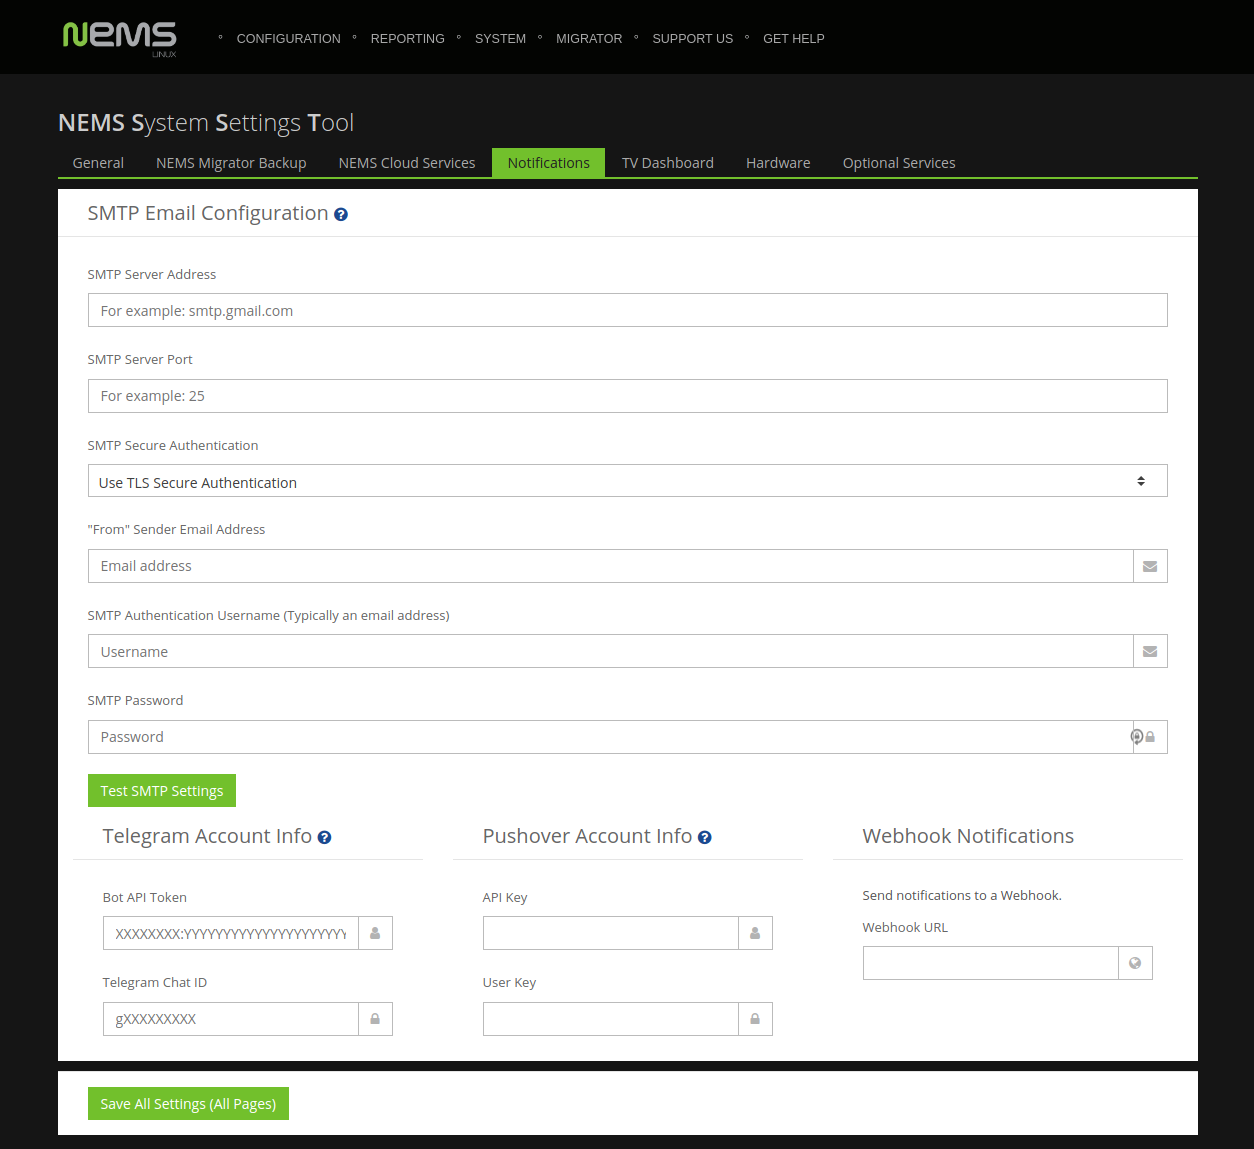 NEMS
LINUX
CONFIGURATION REPORTING SYSTEM MIGRATOR SUPPORT US GET HELP
NEMS System Settings Tool
General NEMS Migrator Backup NEMS Cloud Services Notifications TV Dashboard Hardware Optional Services
SMTP Email Configuration
SMTP Server Address
For example: smtp.gmail.com
SMTP Server Port
For example: 25
SMTP Secure Authentication
Use TLS Secure Authentication
"From" Sender Email Address
Email address
SMTP Authentication Username (Typically an email address)
Username
SMTP Password
Password
Test SMTP Settings
Telegram Account Info
Bot API Token
XXXXXXXX:YYYYYYYYYYYYYYYYYYYYY
Telegram Chat ID
gXXXXXXXXX
Pushover Account Info
API Key
User Key
Webhook Notifications
Send notifications to a Webhook.
Webhook URL
Save All Settings (All Pages)